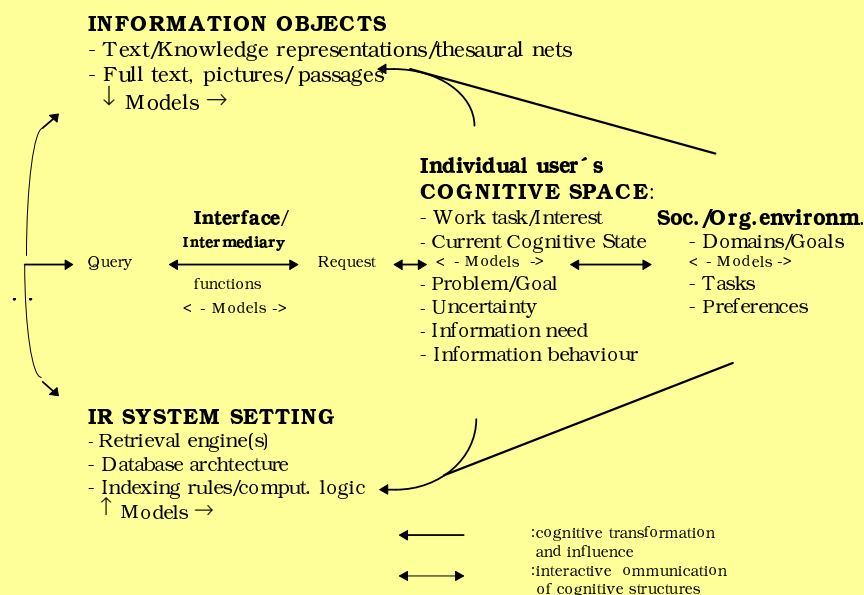 INFORMATION OBJECTS
- Text/Knowledge representations/thesaural nets
- Full text, pictures/passages
↓ Models →
Individual user´s
COGNITIVE SPACE:
- Work task/Interest
- Current Cognitive State
< - Models ->
- Problem/Goal
- Uncertainty
- Information need
- Information behaviour
Soc./Org.environm.
- Domains/Goals
< - Models ->
- Tasks
- Preferences
Interface/
Intermediary
functions
< - Models ->
Query
Request
. .
IR SYSTEM SETTING
- Retrieval engine(s)
- Database archtecture
- Indexing rules/comput. logic
↑ Models →
:cognitive transformation
and influence
:interactive ommunication
of cognitive structures